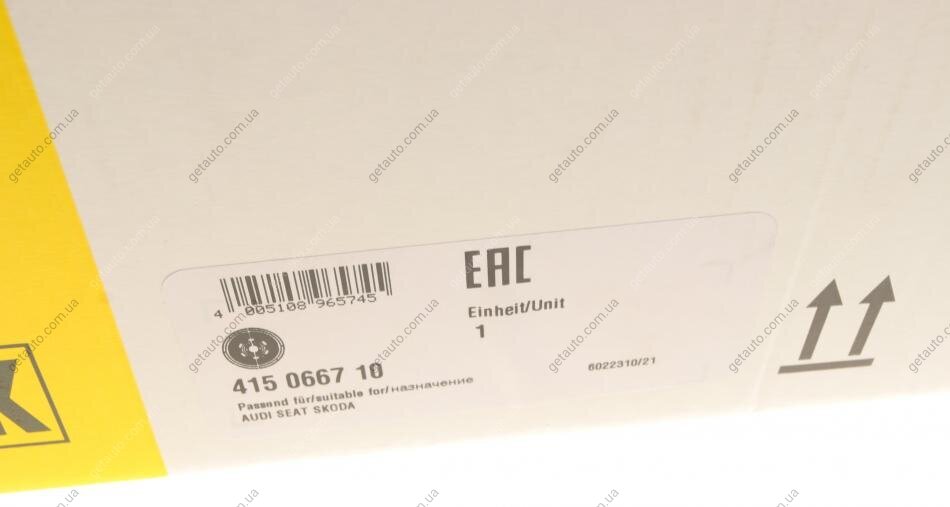 EAC
4 005108 965745
Einheit/Unit
1
415 0667 10
6022310/21
Passend für/suitable for/назначение
AUDI SEAT SKODA
K
getauto.com.ua